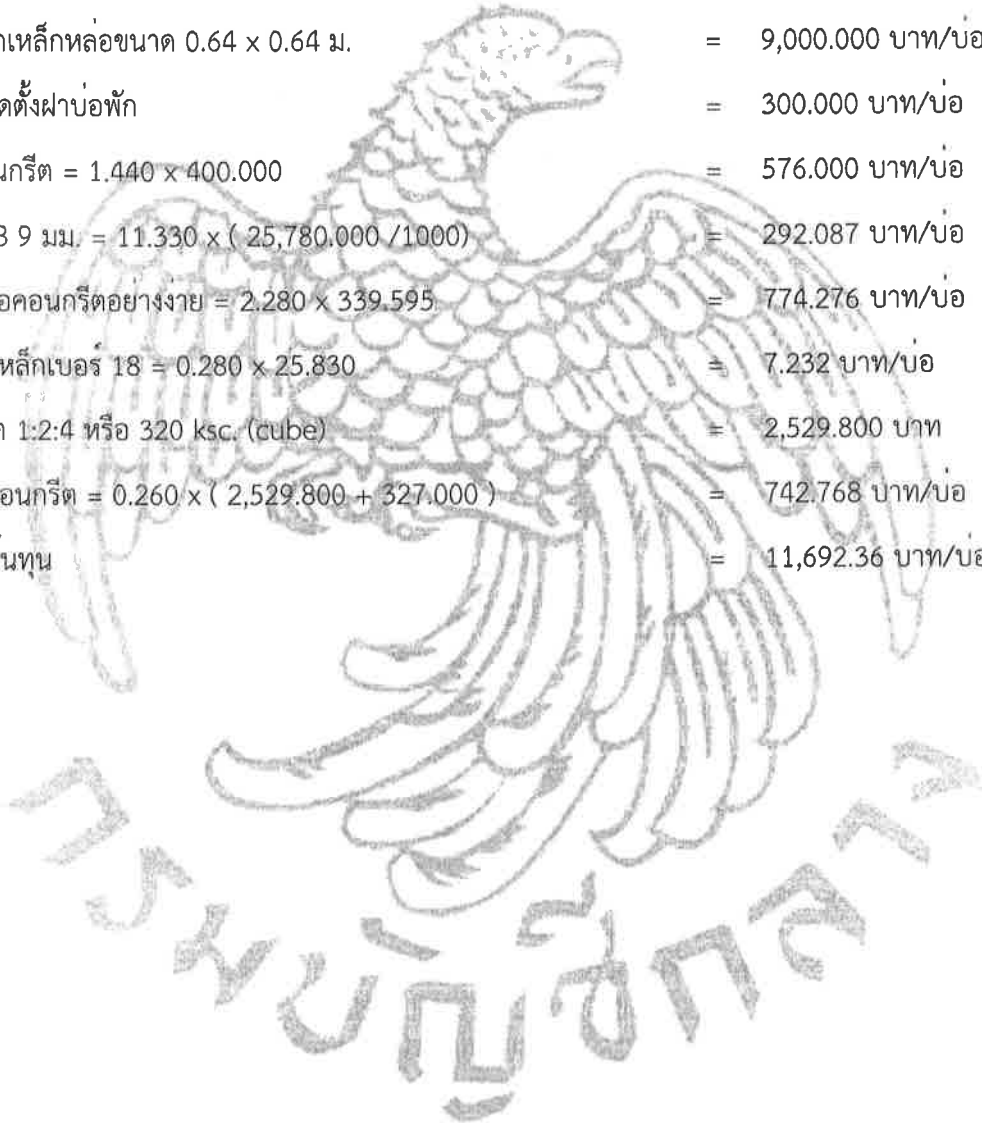 าเหล็กหล่อขนาด 0.64 x 0.64 ม. = 9,000.000 บาท/บ่อ
ดตั้งฝาบ่อพัก = 300.000 บาท/บ่อ
นกรีต = 1.440 x 400.000 = 576.000 บาท/บ่อ
B 9 มม. = 11.330 x ( 25,780.000 /1000) = 292.087 บาท/บ่อ
อคอนกรีตอย่างง่าย = 2.280 x 339.595 = 774.276 บาท/บ่อ
หล็กเบอร์ 18 = 0.280 x 25.830 = 7.232 บาท/บ่อ
ต 1:2:4 หรือ 320 ksc. (cube) = 2,529.800 บาท
อนกรีต = 0.260 x ( 2,529.800 + 327.000 ) = 742.768 บาท/บ่อ
้นทุน = 11,692.36 บาท/บ่อ
กรมบัญชีกลาง